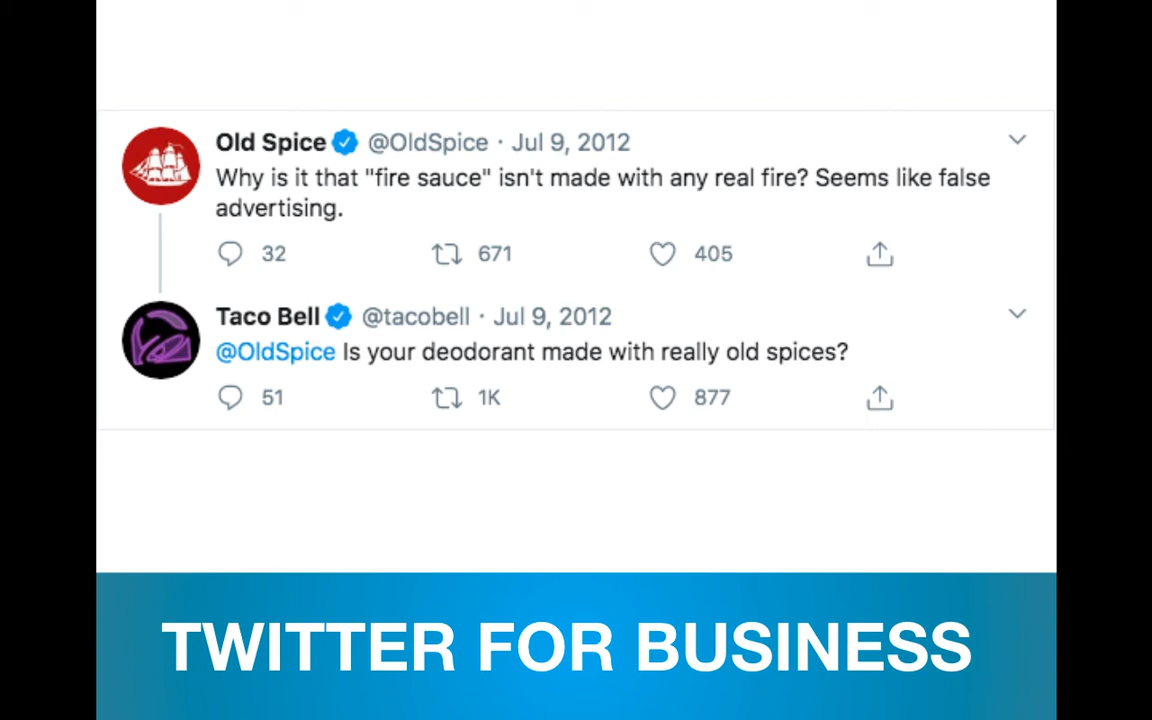 Old Spice @OldSpice · Jul 9, 2012
Why is it that "fire sauce" isn't made with any real fire? Seems like false
advertising.
32 671 405
Taco Bell @tacobell · Jul 9, 2012
@OldSpice Is your deodorant made with really old spices?
51 1K 877
TWITTER FOR BUSINESS